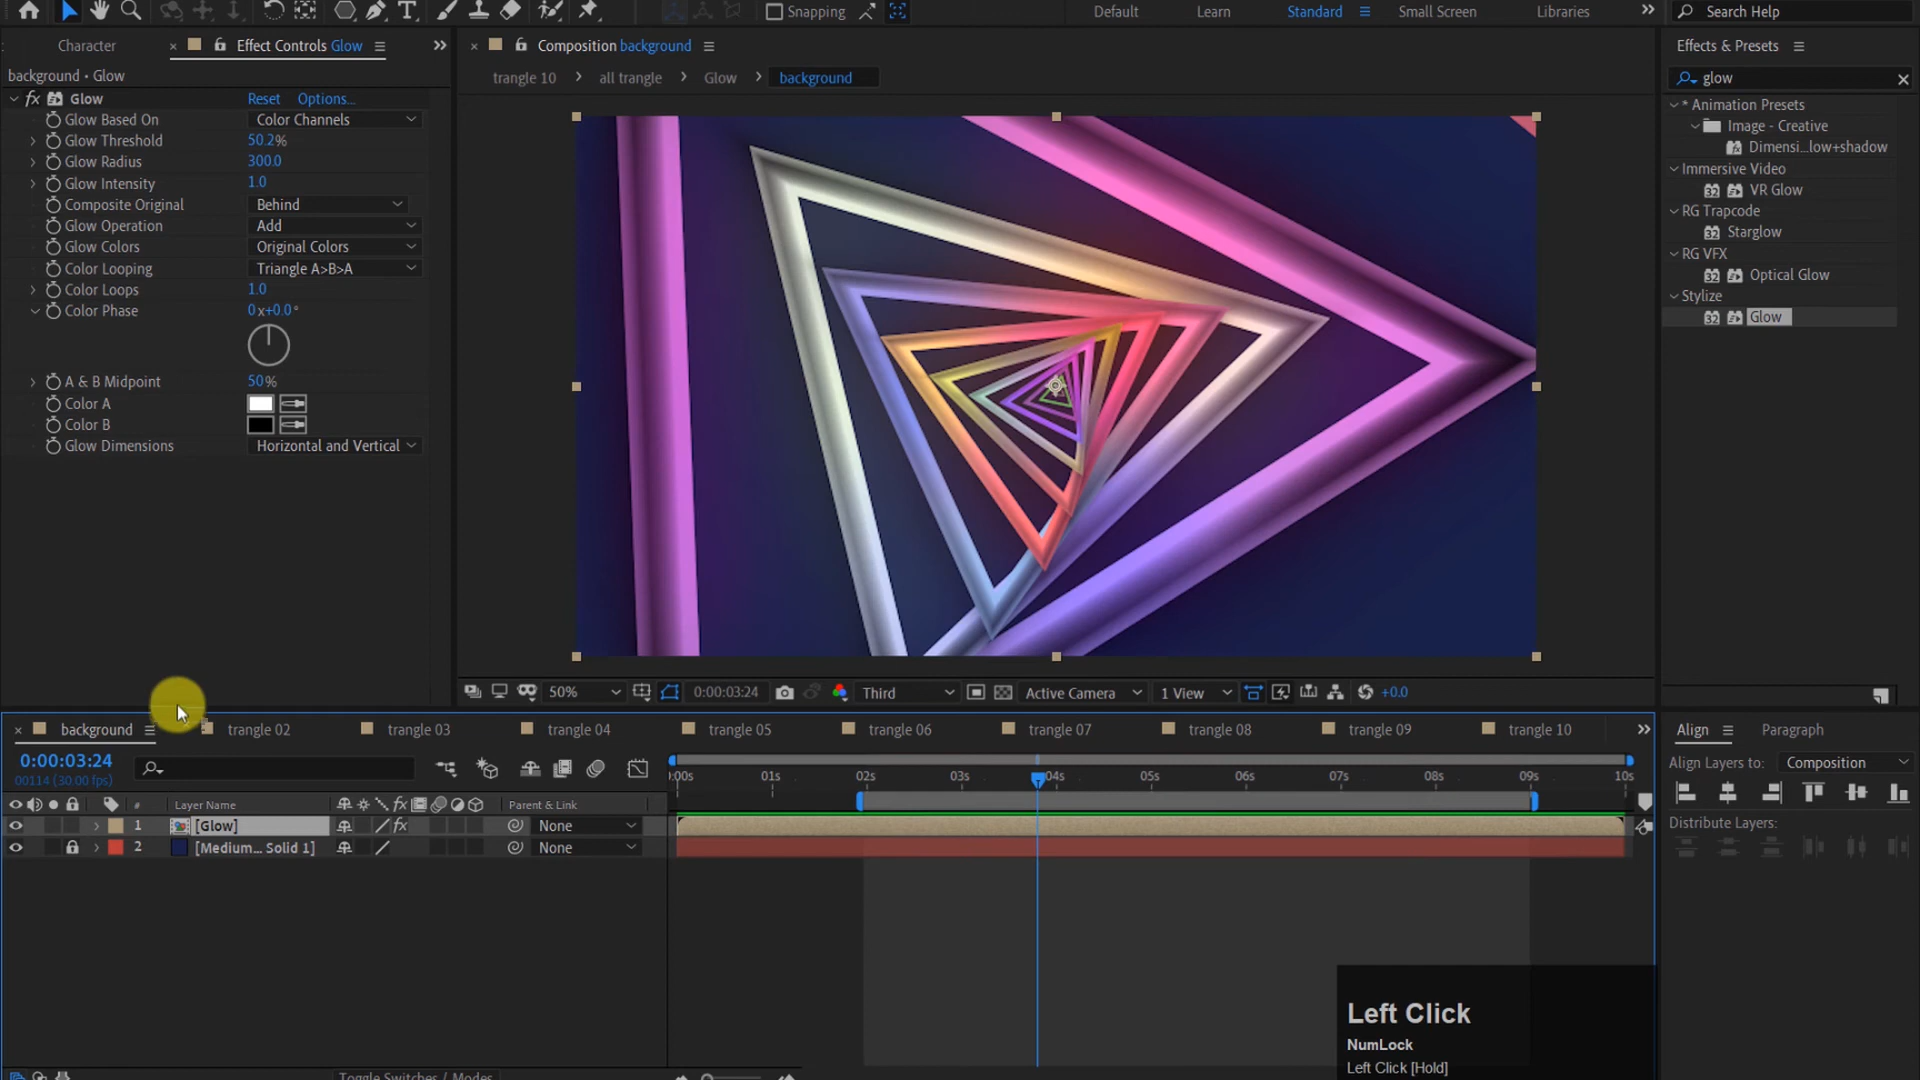 Snapping
Default
Learn
Standard
Small Screen
Libraries
Search Help
Character
Effect Controls Glow
Composition background
Effects & Presets
background • Glow
trangle 10
all trangle
Glow
background
glow
fx Glow
Reset
Options...
Glow Based On
Color Channels
Glow Threshold
50.2%
Glow Radius
300.0
Glow Intensity
1.0
Composite Original
Behind
Glow Operation
Add
Glow Colors
Original Colors
Color Looping
Triangle A>B>A
Color Loops
1.0
Color Phase
0x+0.0°
A & B Midpoint
50%
Color A
Color B
Glow Dimensions
Horizontal and Vertical
* Animation Presets
Image - Creative
Dimensi...low+shadow
Immersive Video
32 VR Glow
RG Trapcode
32 Starglow
RG VFX
32 Optical Glow
Stylize
32 Glow
50%
0:00:03:24
Third
Active Camera
1 View
+0.0
background
trangle 02
trangle 03
trangle 04
trangle 05
trangle 06
trangle 07
trangle 08
trangle 09
trangle 10
Align
Paragraph
0:00:03:24
00114 (30.00 fps)
:00s
01s
02s
03s
04s
05s
06s
07s
08s
09s
10s
Align Layers to:
Composition
# Layer Name
fx
Parent & Link
1 [Glow]
fx
None
2 [Medium... Solid 1]
None
Distribute Layers:
Left Click
NumLock
Left Click [Hold]
Toggle Switches / Modes